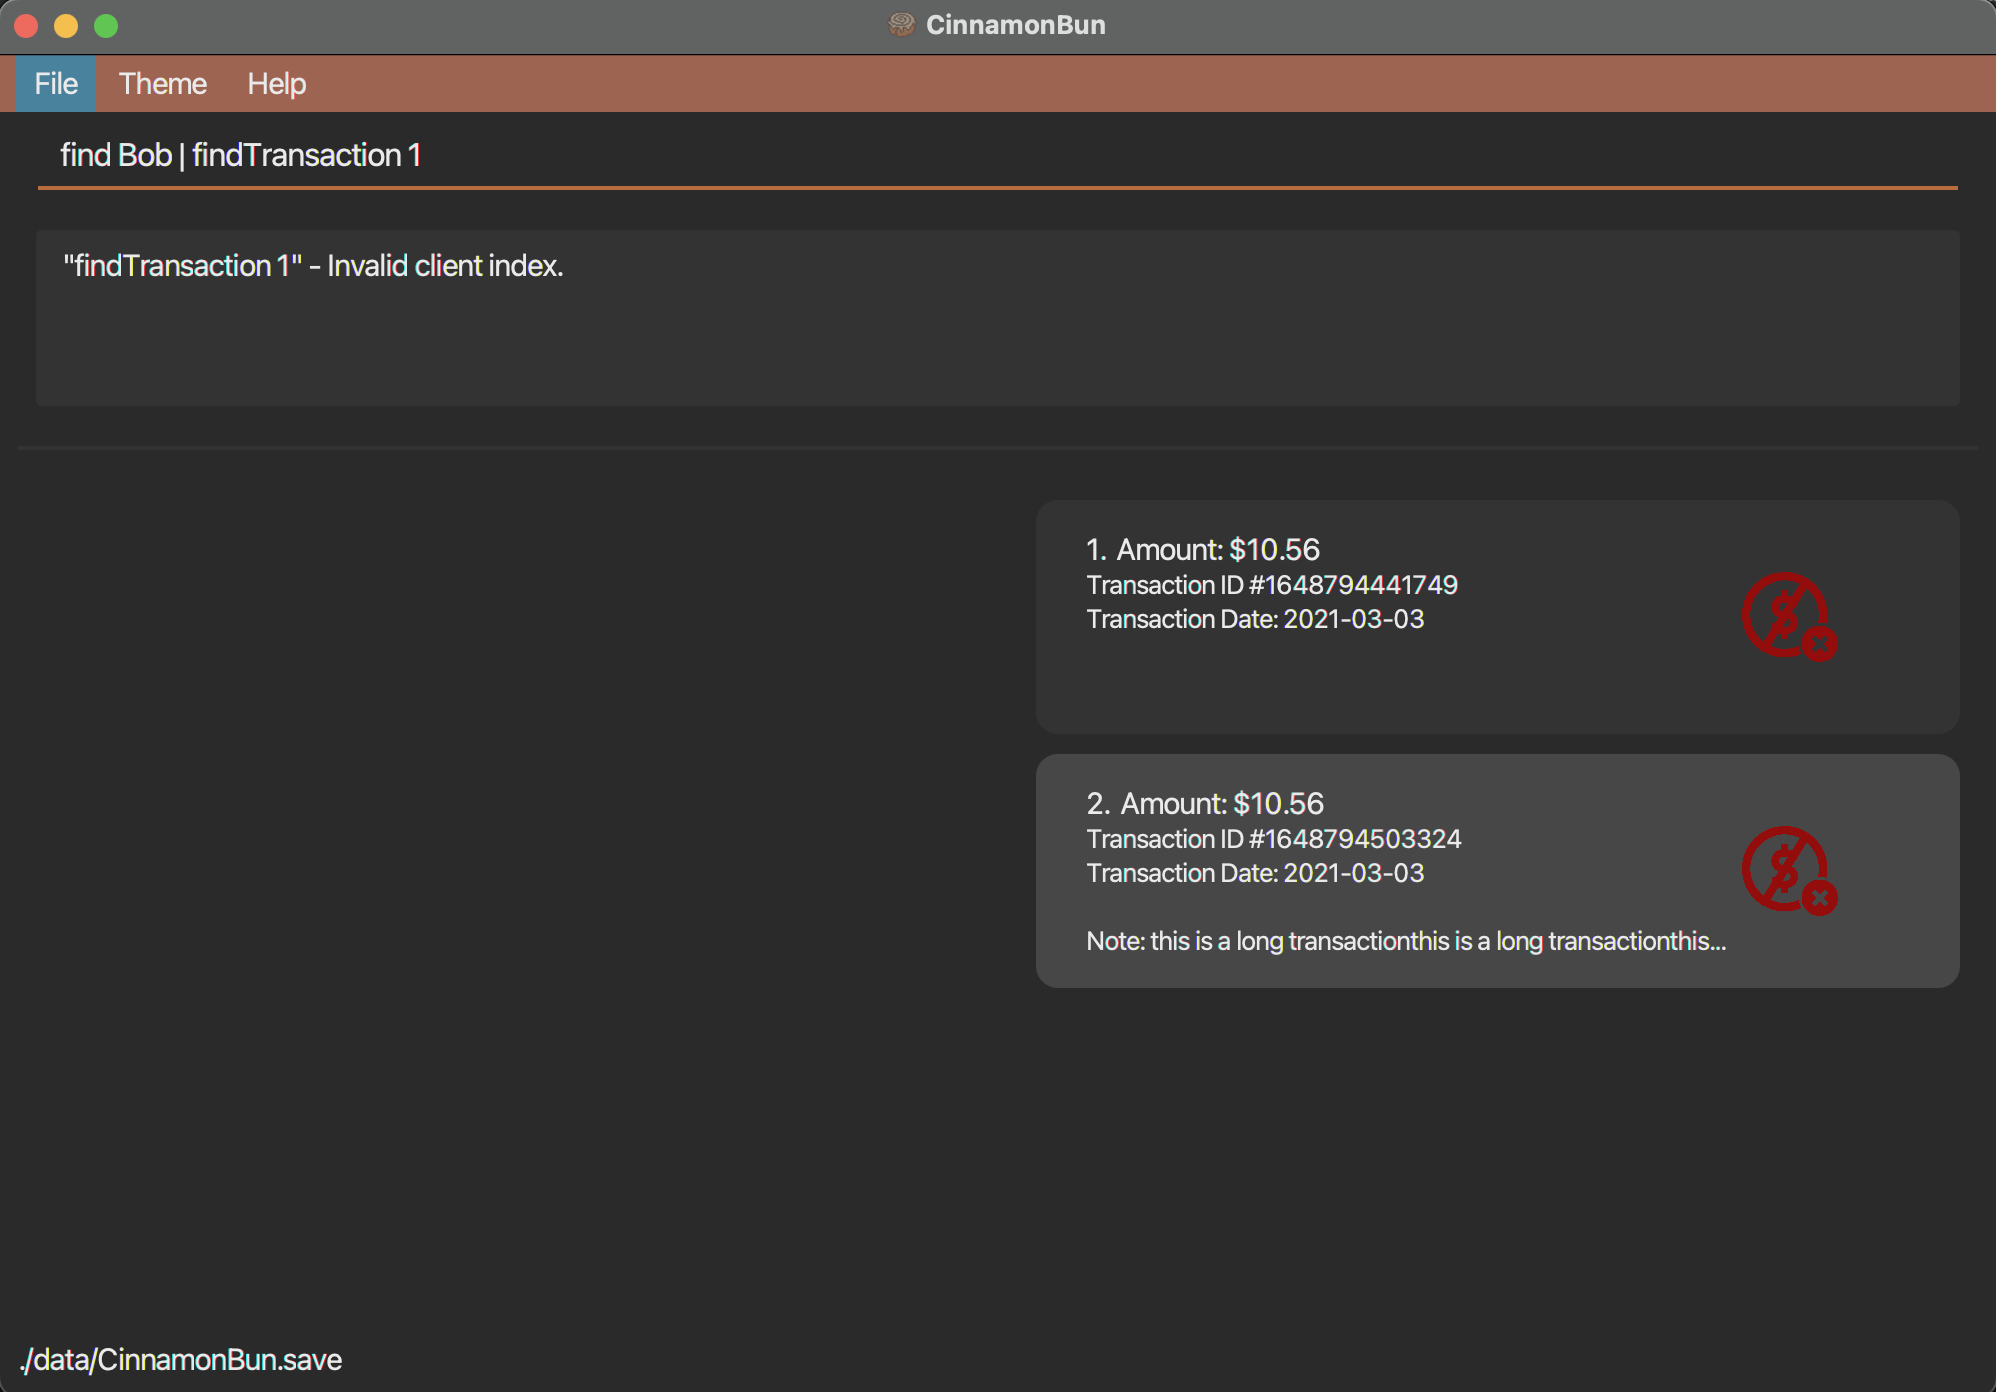 CinnamonBun
File Theme Help
find Bob | findTransaction 1
"findTransaction 1" - Invalid client index.
1. Amount: $10.56
Transaction ID #1648794441749
Transaction Date: 2021-03-03
2. Amount: $10.56
Transaction ID #1648794503324
Transaction Date: 2021-03-03
Note: this is a long transactionthis is a long transactionthis...
./data/CinnamonBun.save